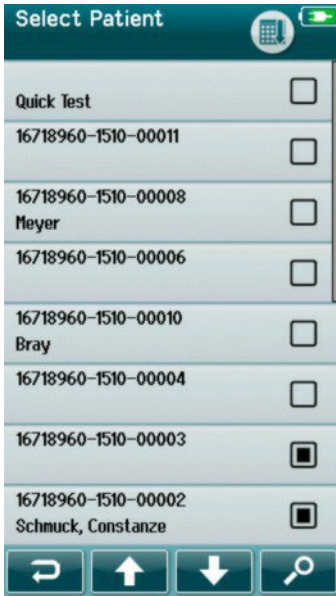 Select Patient
Quick Test
16718960-1510-00011
16718960-1510-00008
Meyer
16718960-1510-00006
16718960-1510-00010
Bray
16718960-1510-00004
16718960-1510-00003
16718960-1510-00002
Schmuck, Constanze